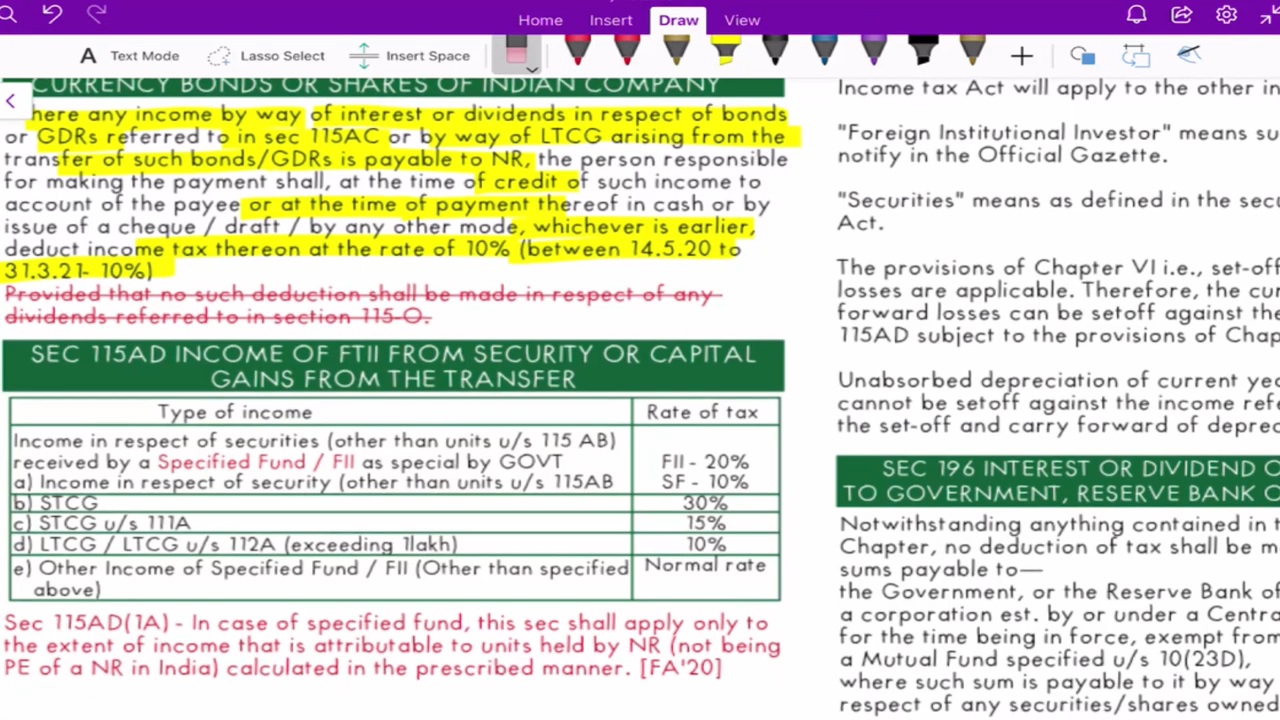 Home Insert Draw View
A Text Mode Lasso Select Insert Space
CURRENCY BONDS OR SHARES OF INDIAN COMPANY
here any income by way of interest or dividends in respect of bonds
or GDRs referred to in sec 115AC or by way of LTCG arising from the
transfer of such bonds/GDRs is payable to NR, the person responsible
for making the payment shall, at the time of credit of such income to
account of the payee or at the time of payment thereof in cash or by
issue of a cheque / draft / by any other mode, whichever is earlier,
deduct income tax thereon at the rate of 10% (between 14.5.20 to
31.3.21- 10%)
Provided that no such deduction shall be made in respect of any
dividends referred to in section 115-O.
SEC 115AD INCOME OF FTII FROM SECURITY OR CAPITAL
GAINS FROM THE TRANSFER
Type of income Rate of tax
Income in respect of securities (other than units u/s 115 AB)
received by a Specified Fund / FII as special by GOVT FII - 20%
a) Income in respect of security (other than units u/s 115AB SF - 10%
b) STCG 30%
c) STCG u/s 111A 15%
d) LTCG / LTCG u/s 112A (exceeding 1lakh) 10%
e) Other Income of Specified Fund / FII (Other than specified Normal rate
above)
Sec 115AD(1A) - In case of specified fund, this sec shall apply only to
the extent of income that is attributable to units held by NR (not being
PE of a NR in India) calculated in the prescribed manner. [FA'20]
Income tax Act will apply to the other in
"Foreign Institutional Investor" means su
notify in the Official Gazette.
"Securities" means as defined in the secu
Act.
The provisions of Chapter VI i.e., set-off
losses are applicable. Therefore, the cur
forward losses can be setoff against the
115AD subject to the provisions of Chap
Unabsorbed depreciation of current yea
cannot be setoff against the income refe
the set-off and carry forward of deprec
SEC 196 INTEREST OR DIVIDEND O
TO GOVERNMENT, RESERVE BANK O
Notwithstanding anything contained in t
Chapter, no deduction of tax shall be m
sums payable to—
the Government, or the Reserve Bank of
a corporation est. by or under a Centra
for the time being in force, exempt from
a Mutual Fund specified u/s 10(23D),
where such sum is payable to it by way
respect of any securities/shares owned